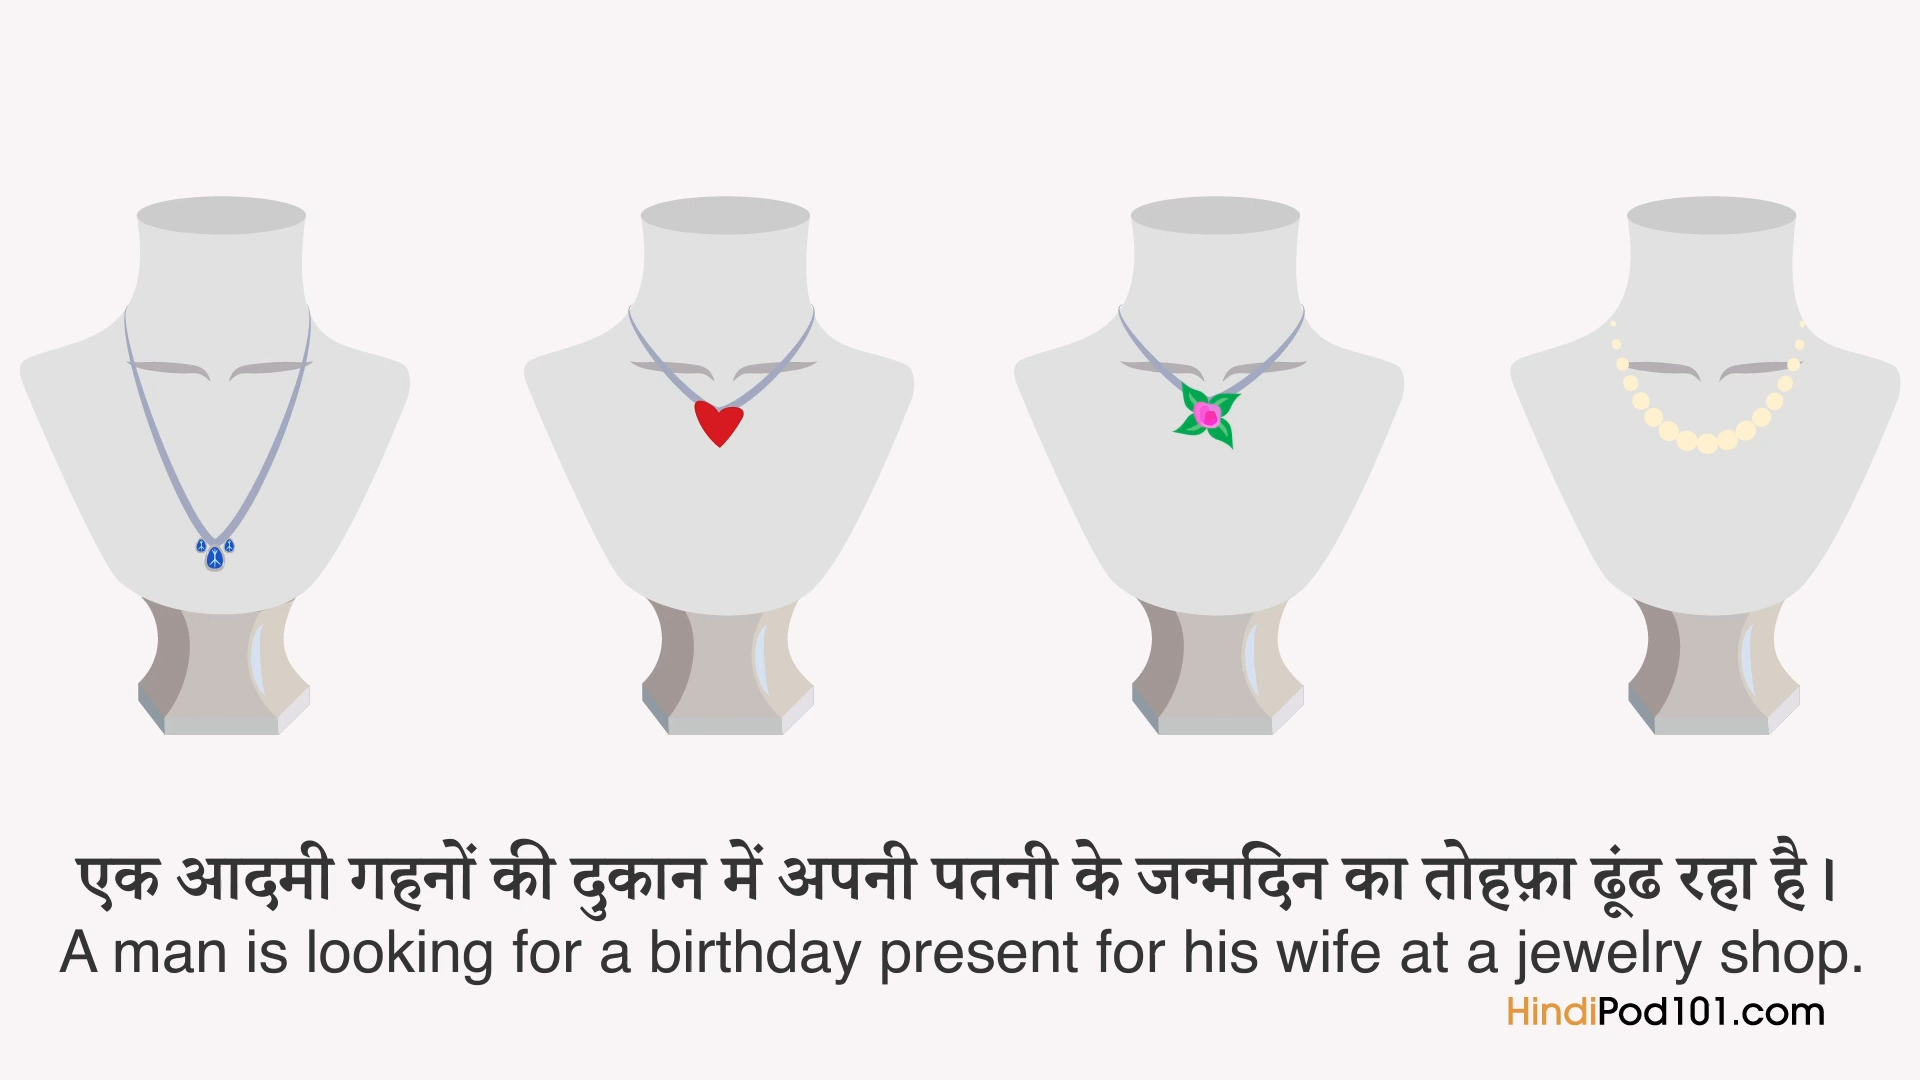 एक आदमी गहनों की दुकान में अपनी पतनी के जन्मदिन का तोहफ़ा ढूंढ रहा है।
A man is looking for a birthday present for his wife at a jewelry shop.
HindiPod101.com